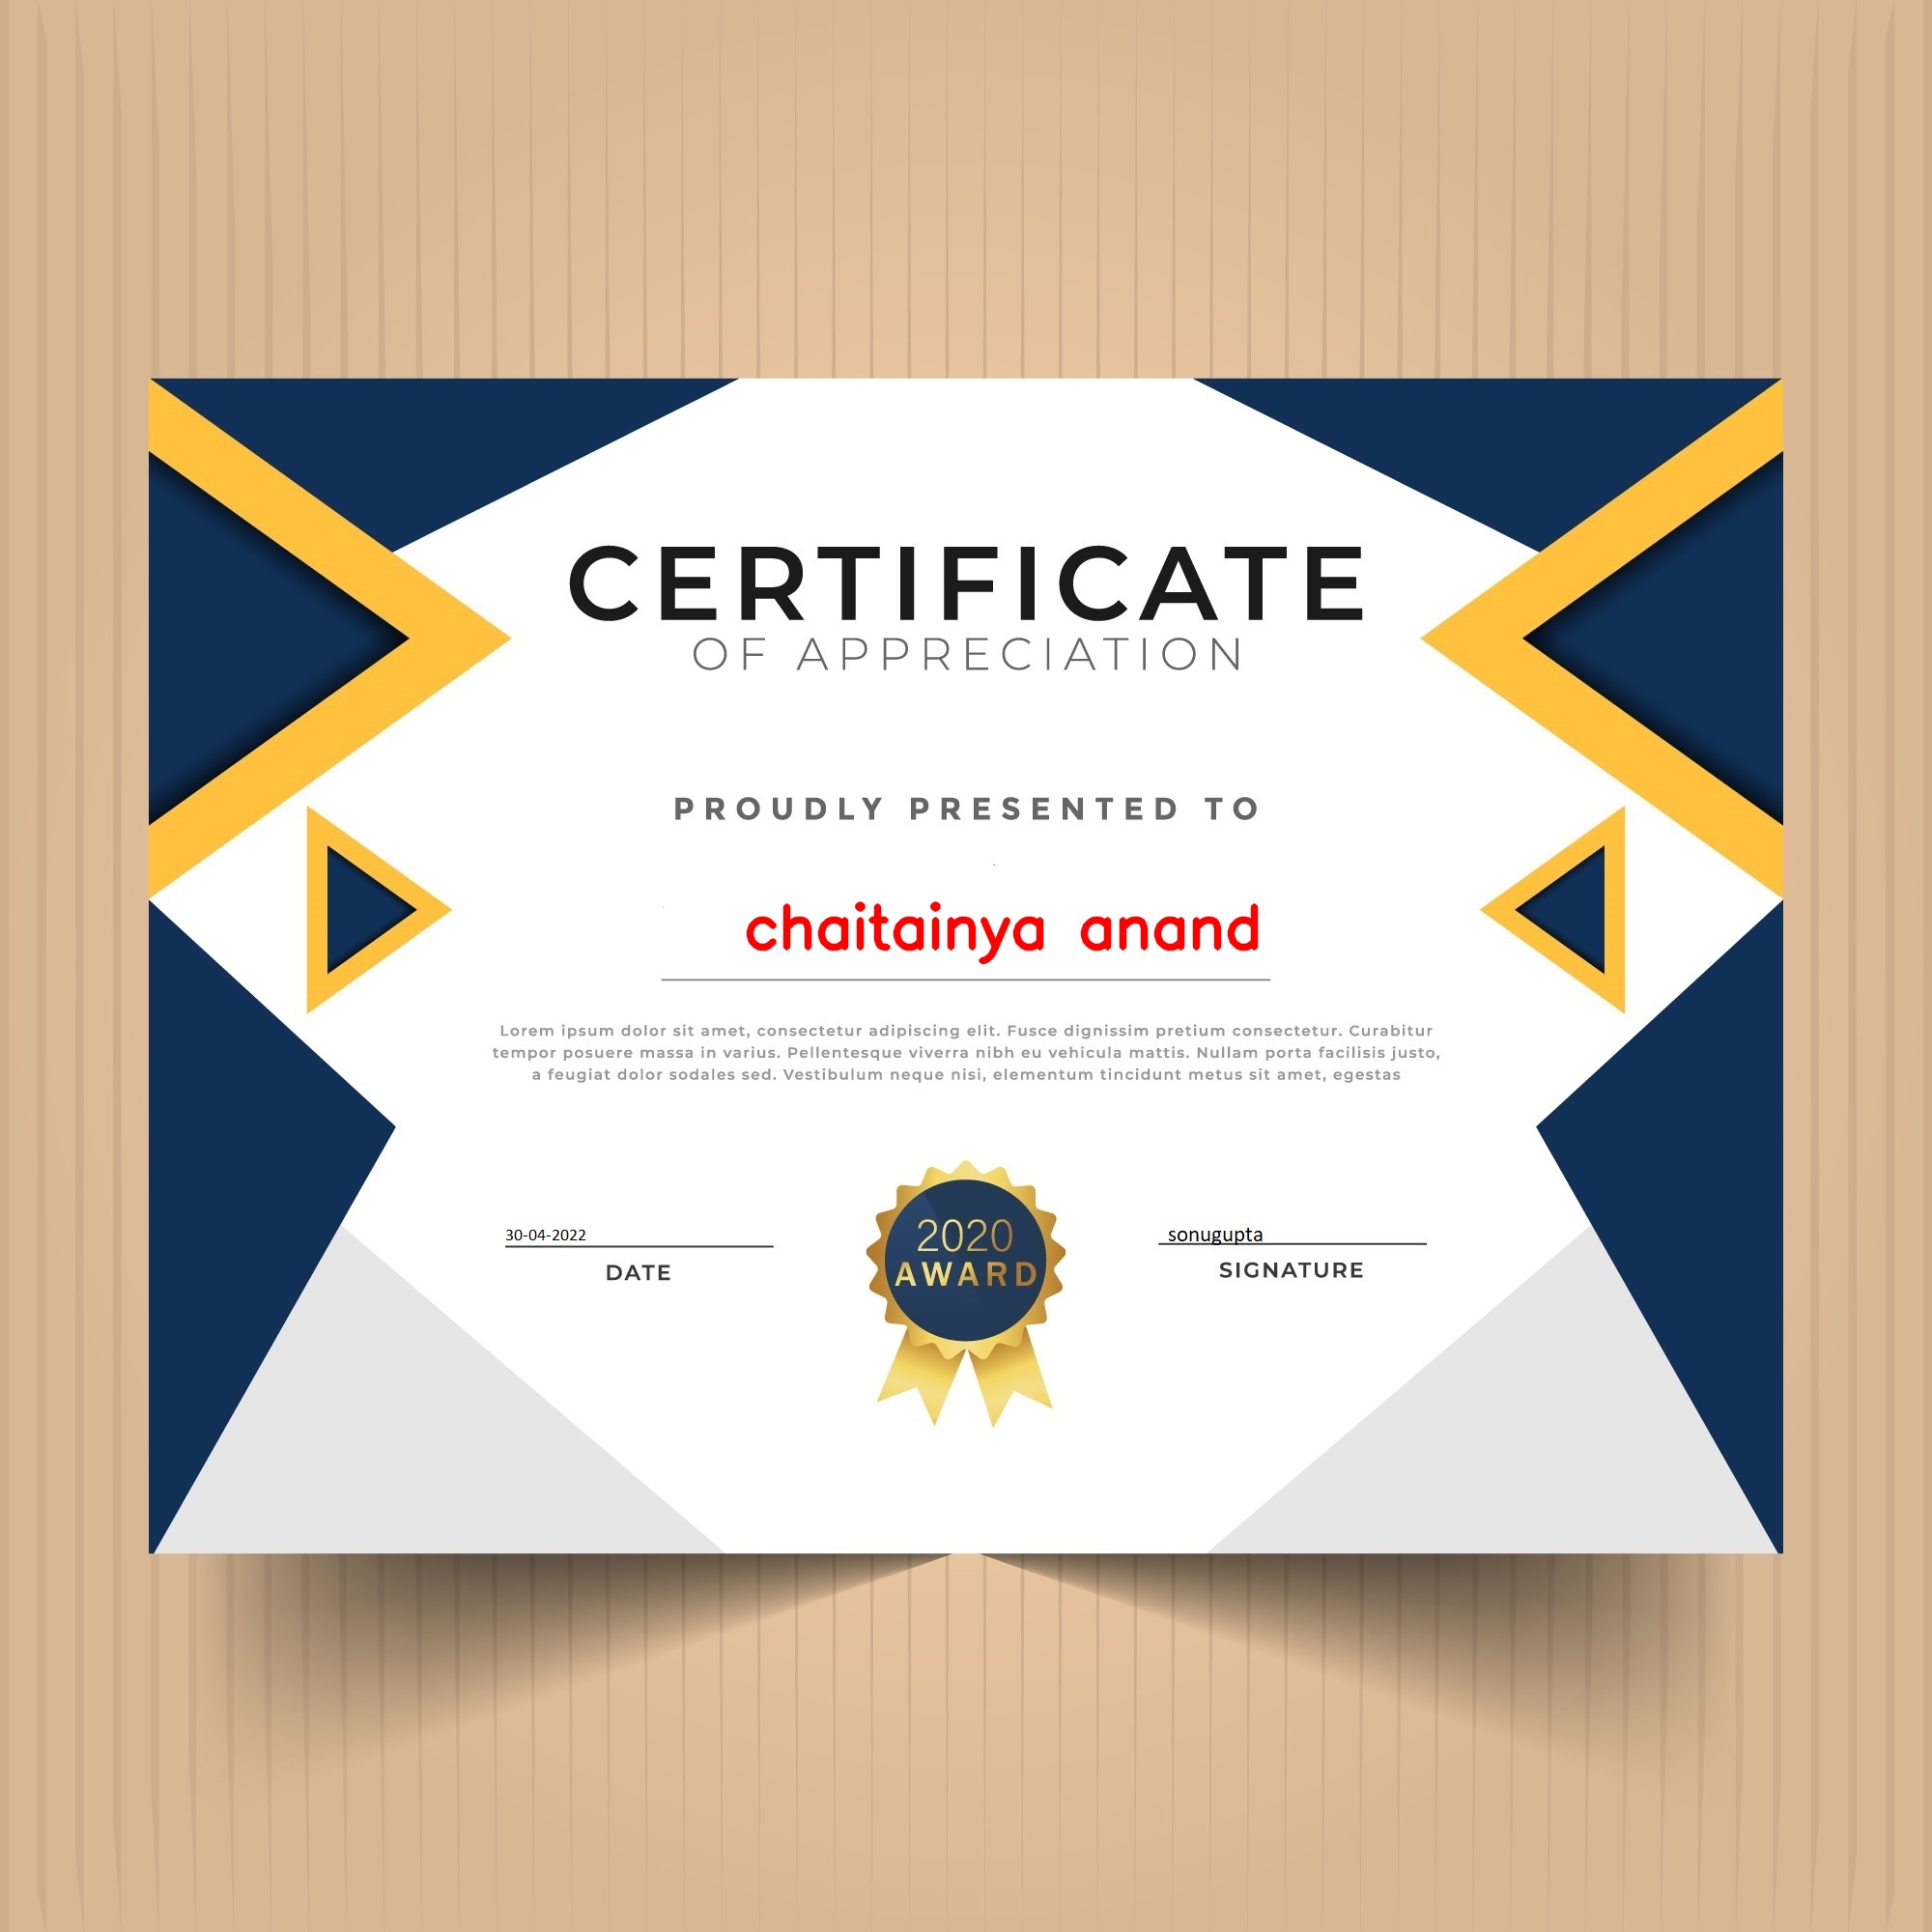 CERTIFICATE
OF APPRECIATION
PROUDLY PRESENTED TO
chaitainya anand
Lorem ipsum dolor sit amet, consectetur adipiscing elit. Fusce dignissim pretium consectetur. Curabitur
tempor posuere massa in varius. Pellentesque viverra nibh eu vehicula mattis. Nullam porta facilisis justo,
a feugiat dolor sodales sed. Vestibulum neque nisi, elementum tincidunt metus sit amet, egestas
30-04-2022
DATE
2020
AWARD
sonugupta
SIGNATURE